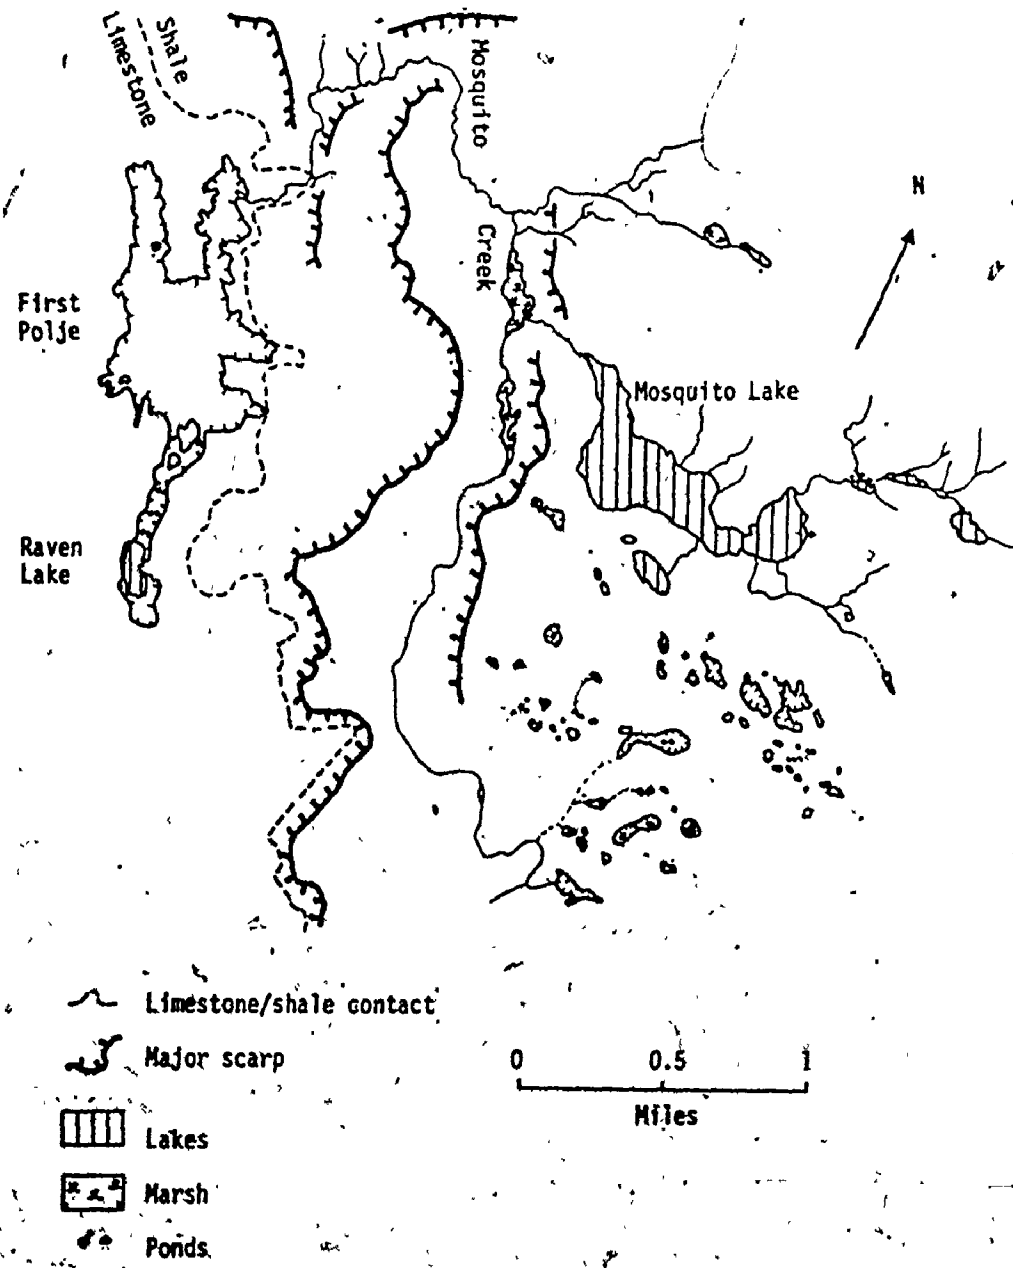 Shale
Limestone
Mosquito
Creek
N
First
Polje
Mosquito Lake
Raven
Lake
Limestone/shale contact
Major scarp
Lakes
Marsh
Ponds
0 0.5 1
Miles